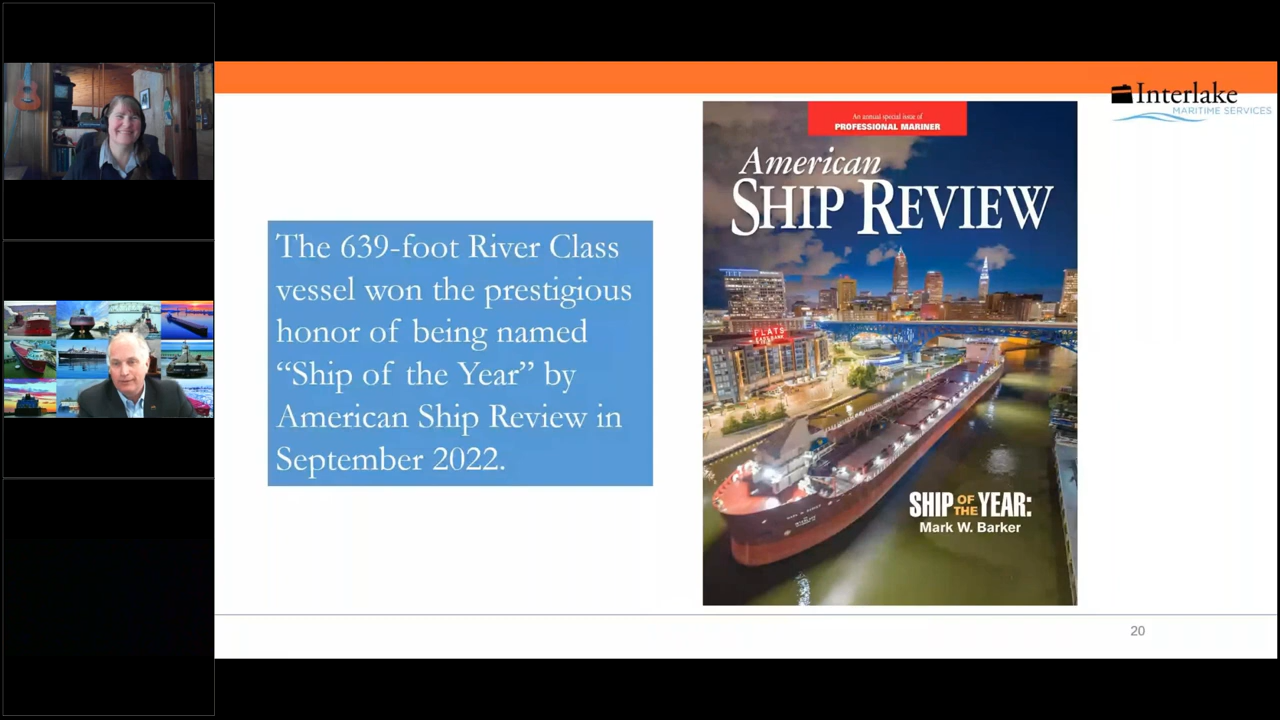 Interlake
MARITIME SERVICES
The 639-foot River Class
vessel won the prestigious
honor of being named
“Ship of the Year” by
American Ship Review in
September 2022.
An annual special issue of
PROFESSIONAL MARINER
American
SHIP REVIEW
FLATS
SHIP OF THE YEAR:
Mark W. Barker
20